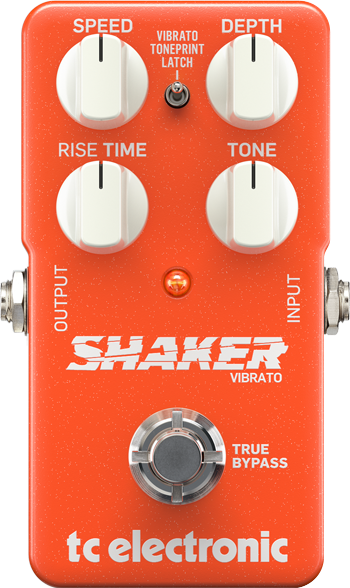 SPEED
DEPTH
VIBRATO
TONEPRINT
LATCH
RISE TIME
TONE
OUTPUT
INPUT
SHAKER
VIBRATO
TRUE
BYPASS
tc electronic